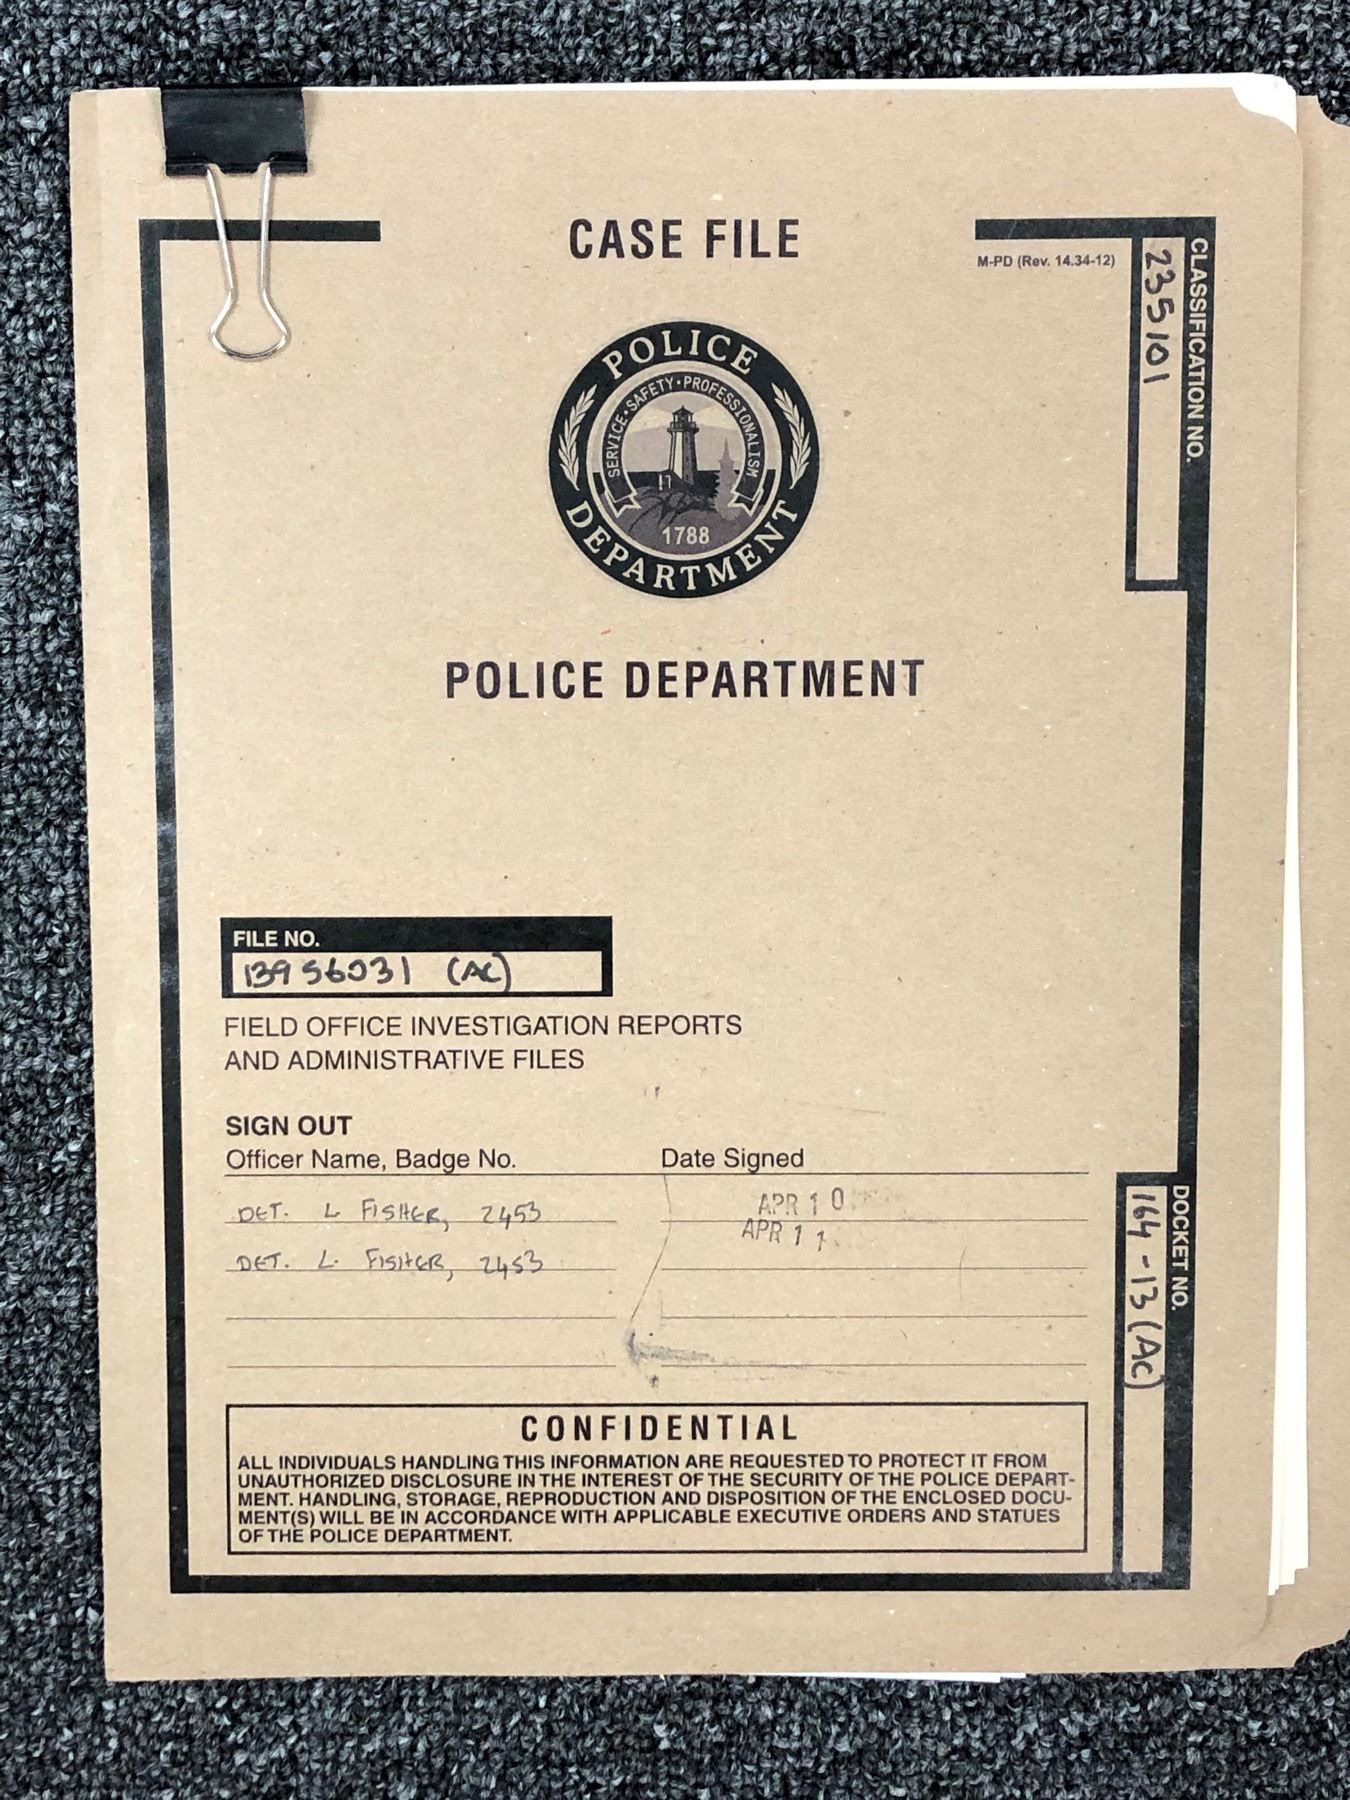 CASE FILE
M-PD (Rev. 14.34-12)
CLASSIFICATION NO.
235101
POLICE
SERVICE • SAFETY • PROFESSIONALISM
1788
DEPARTMENT
POLICE DEPARTMENT
FILE NO.
13956031 (AC)
FIELD OFFICE INVESTIGATION REPORTS
AND ADMINISTRATIVE FILES
SIGN OUT
Officer Name, Badge No. Date Signed
DET. L FISHER, 2453 APR 10
APR 11
DET. L. FISHER, 2453
DOCKET NO.
164-13(AC)
CONFIDENTIAL
ALL INDIVIDUALS HANDLING THIS INFORMATION ARE REQUESTED TO PROTECT IT FROM
UNAUTHORIZED DISCLOSURE IN THE INTEREST OF THE SECURITY OF THE POLICE DEPART-
MENT. HANDLING, STORAGE, REPRODUCTION AND DISPOSITION OF THE ENCLOSED DOCU-
MENT(S) WILL BE IN ACCORDANCE WITH APPLICABLE EXECUTIVE ORDERS AND STATUES
OF THE POLICE DEPARTMENT.